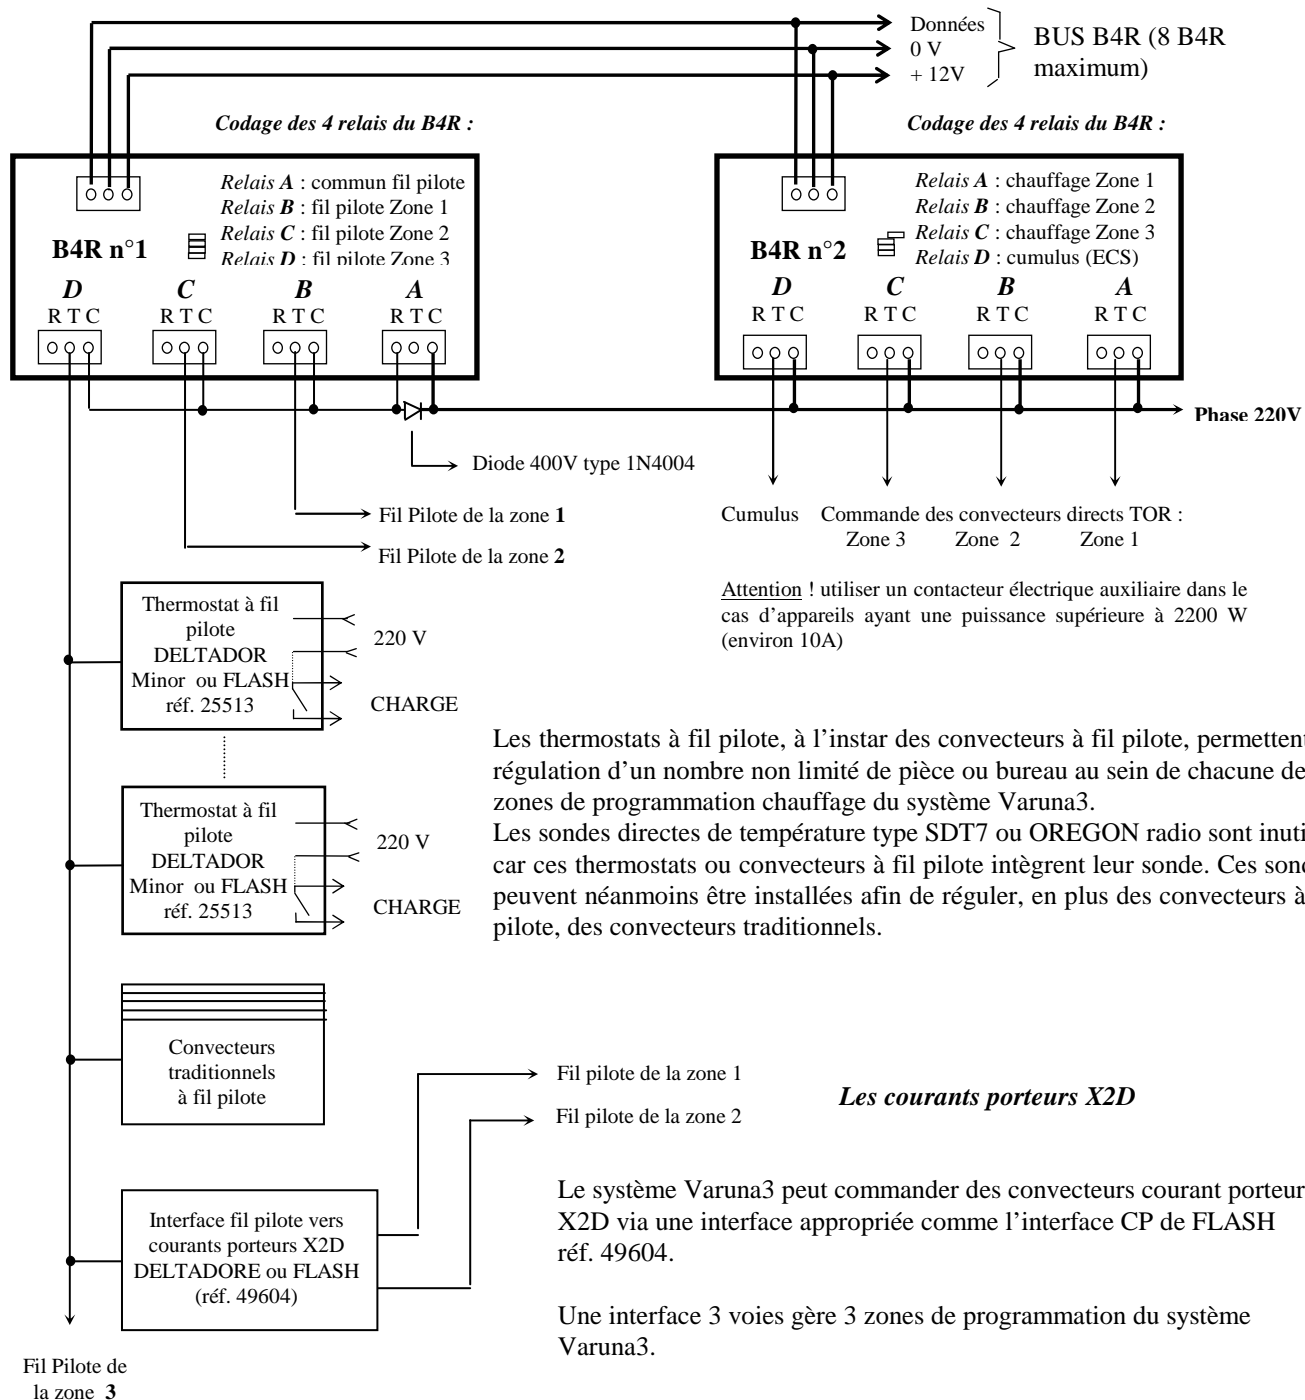 Données
0 V
+ 12V
BUS B4R (8 B4R
maximum)
Codage des 4 relais du B4R :
Relais A : commun fil pilote
Relais B : fil pilote Zone 1
Relais C : fil pilote Zone 2
Relais D : fil pilote Zone 3
B4R n°1
D C B A
R T C R T C R T C R T C
Codage des 4 relais du B4R :
Relais A : chauffage Zone 1
Relais B : chauffage Zone 2
Relais C : chauffage Zone 3
Relais D : cumulus (ECS)
B4R n°2
D C B A
R T C R T C R T C R T C
Phase 220V
Diode 400V type 1N4004
Fil Pilote de la zone 1
Fil Pilote de la zone 2
Cumulus Commande des convecteurs directs TOR :
Zone 3 Zone 2 Zone 1
Attention ! utiliser un contacteur électrique auxiliaire dans le
cas d'appareils ayant une puissance supérieure à 2200 W
(environ 10A)
Thermostat à fil
pilote
DELTADOR
Minor ou FLASH
réf. 25513
220 V
CHARGE
Thermostat à fil
pilote
DELTADOR
Minor ou FLASH
réf. 25513
220 V
CHARGE
Les thermostats à fil pilote, à l'instar des convecteurs à fil pilote, permettent
régulation d'un nombre non limité de pièce ou bureau au sein de chacune de
zones de programmation chauffage du système Varuna3.
Les sondes directes de température type SDT7 ou OREGON radio sont inuti
car ces thermostats ou convecteurs à fil pilote intègrent leur sonde. Ces son
peuvent néanmoins être installées afin de réguler, en plus des convecteurs à
pilote, des convecteurs traditionnels.
Convecteurs
traditionnels
à fil pilote
Fil pilote de la zone 1
Fil pilote de la zone 2
Les courants porteurs X2D
Interface fil pilote vers
courants porteurs X2D
DELTADORE ou FLASH
(réf. 49604)
Le système Varuna3 peut commander des convecteurs courant porteur
X2D via une interface appropriée comme l'interface CP de FLASH
réf. 49604.
Une interface 3 voies gère 3 zones de programmation du système
Varuna3.
Fil Pilote de
la zone 3